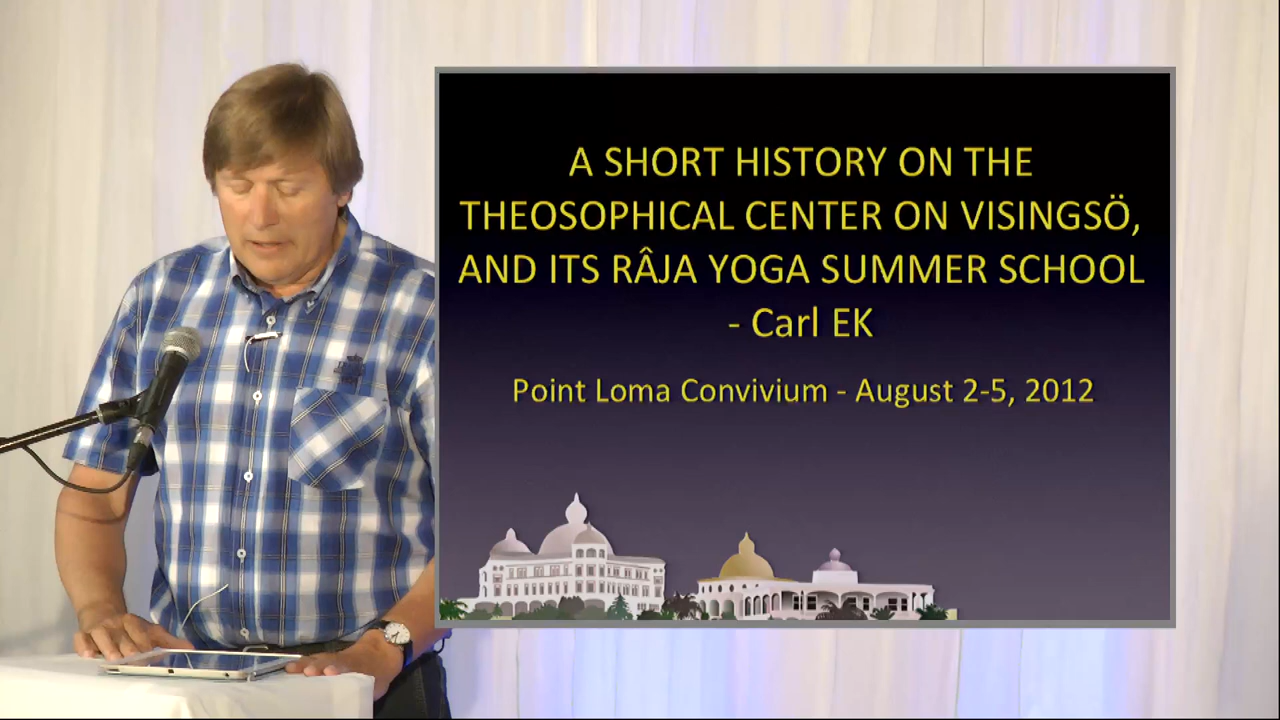 A SHORT HISTORY ON THE
THEOSOPHICAL CENTER ON VISINGSÖ,
AND ITS RÂJA YOGA SUMMER SCHOOL
- Carl EK
Point Loma Convivium - August 2-5, 2012